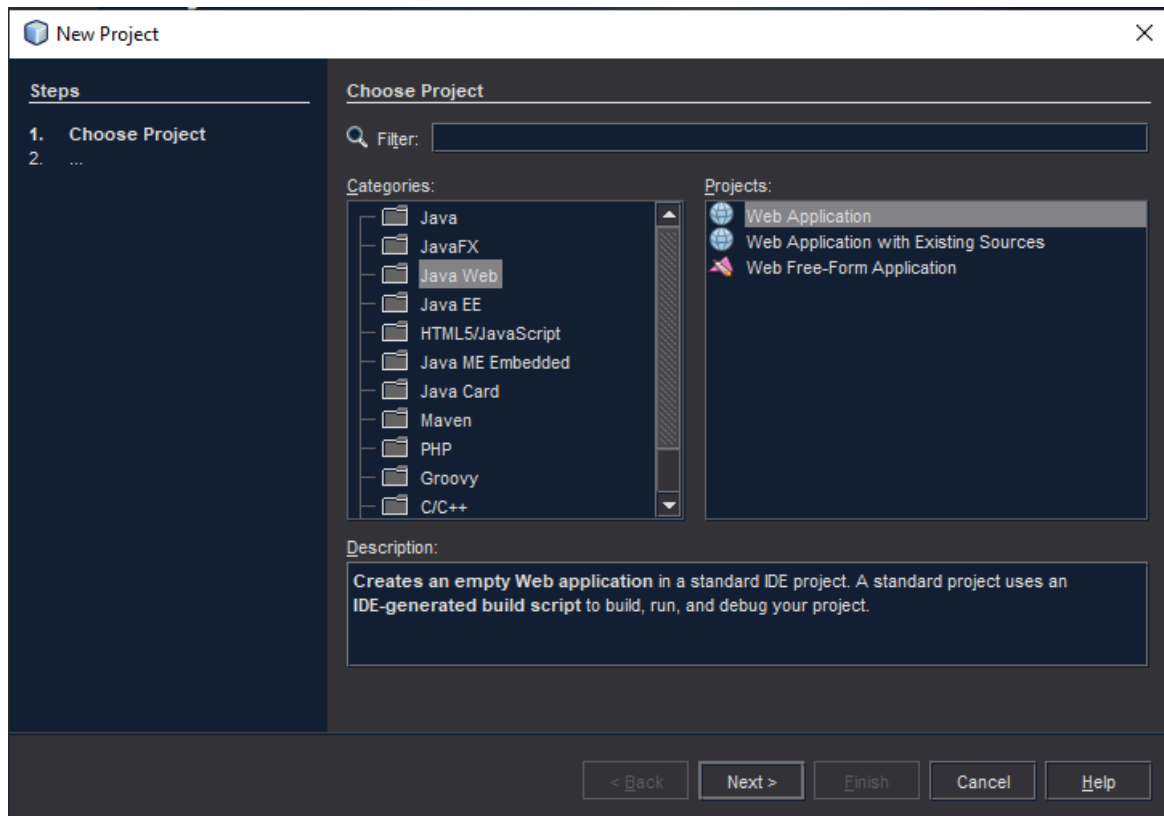 New Project
Steps
1. Choose Project
2. ...
Choose Project
Filter:
Categories:
Java
JavaFX
Java Web
Java EE
HTML5/JavaScript
Java ME Embedded
Java Card
Maven
PHP
Groovy
C/C++
Projects:
Web Application
Web Application with Existing Sources
Web Free-Form Application
Description:
Creates an empty Web application in a standard IDE project. A standard project uses an
IDE-generated build script to build, run, and debug your project.
< Back
Next >
Finish
Cancel
Help